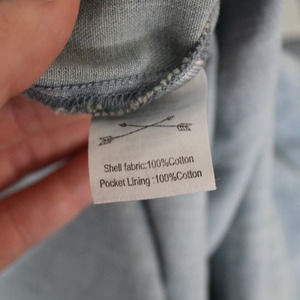 Shell fabric:100%Cotton
Pocket Lining :100%Cotton